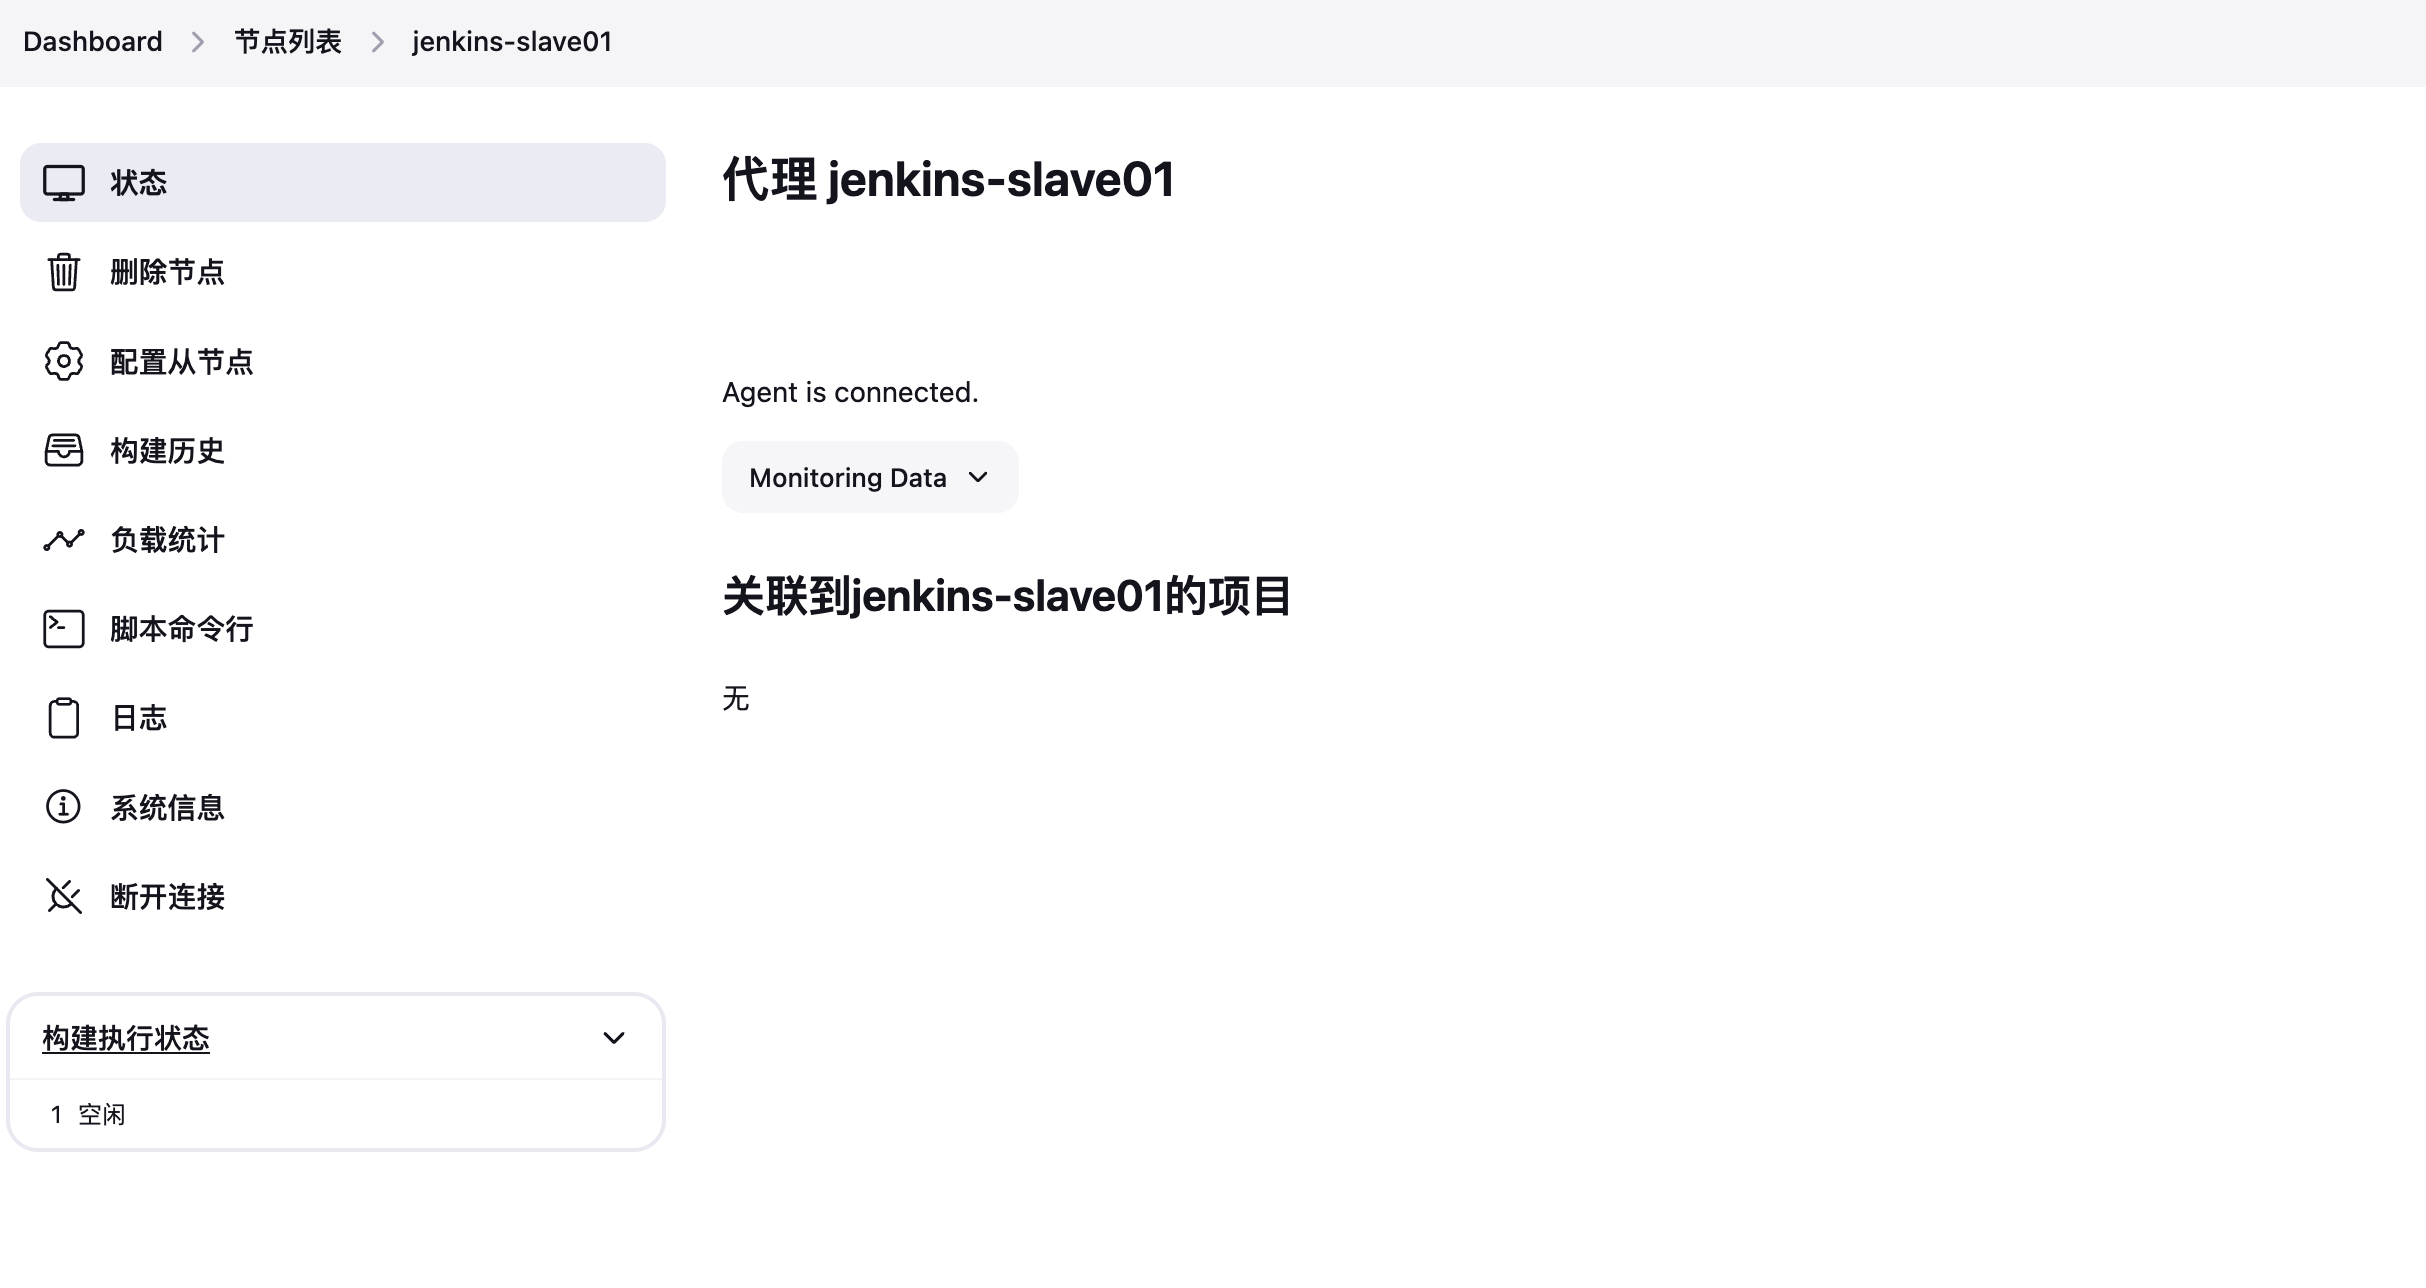 Dashboard > 节点列表 > jenkins-slave01
状态
删除节点
配置从节点
构建历史
负载统计
脚本命令行
日志
系统信息
断开连接
构建执行状态
1 空闲
代理 jenkins-slave01
Agent is connected.
Monitoring Data
关联到jenkins-slave01的项目
无